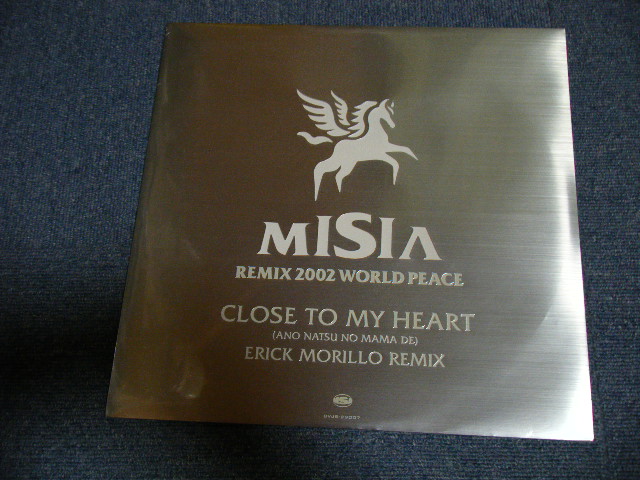 MISIA
REMIX 2002 WORLD PEACE
CLOSE TO MY HEART
(ANO NATSU NO MAMA DE)
ERICK MORILLO REMIX